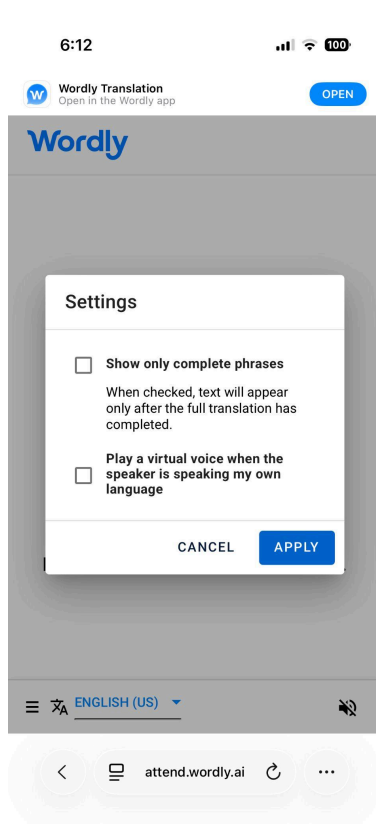 6:12
100
Wordly Translation
Open in the Wordly app
OPEN
Wordly
Settings
Show only complete phrases
When checked, text will appear
only after the full translation has
completed.
Play a virtual voice when the
speaker is speaking my own
language
CANCEL
APPLY
ENGLISH (US)
attend.wordly.ai